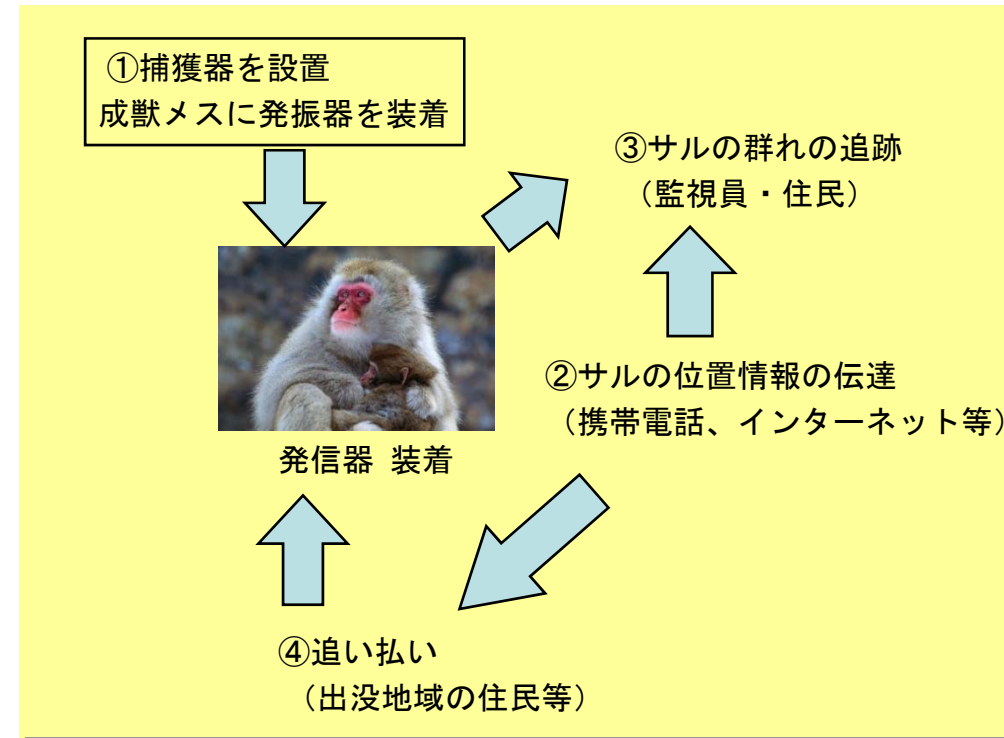 ①捕獲器を設置
成獣メスに発振器を装着
③サルの群れの追跡
（監視員・住民）
②サルの位置情報の伝達
（携帯電話、インターネット等）
発信器 装着
④追い払い
（出没地域の住民等）